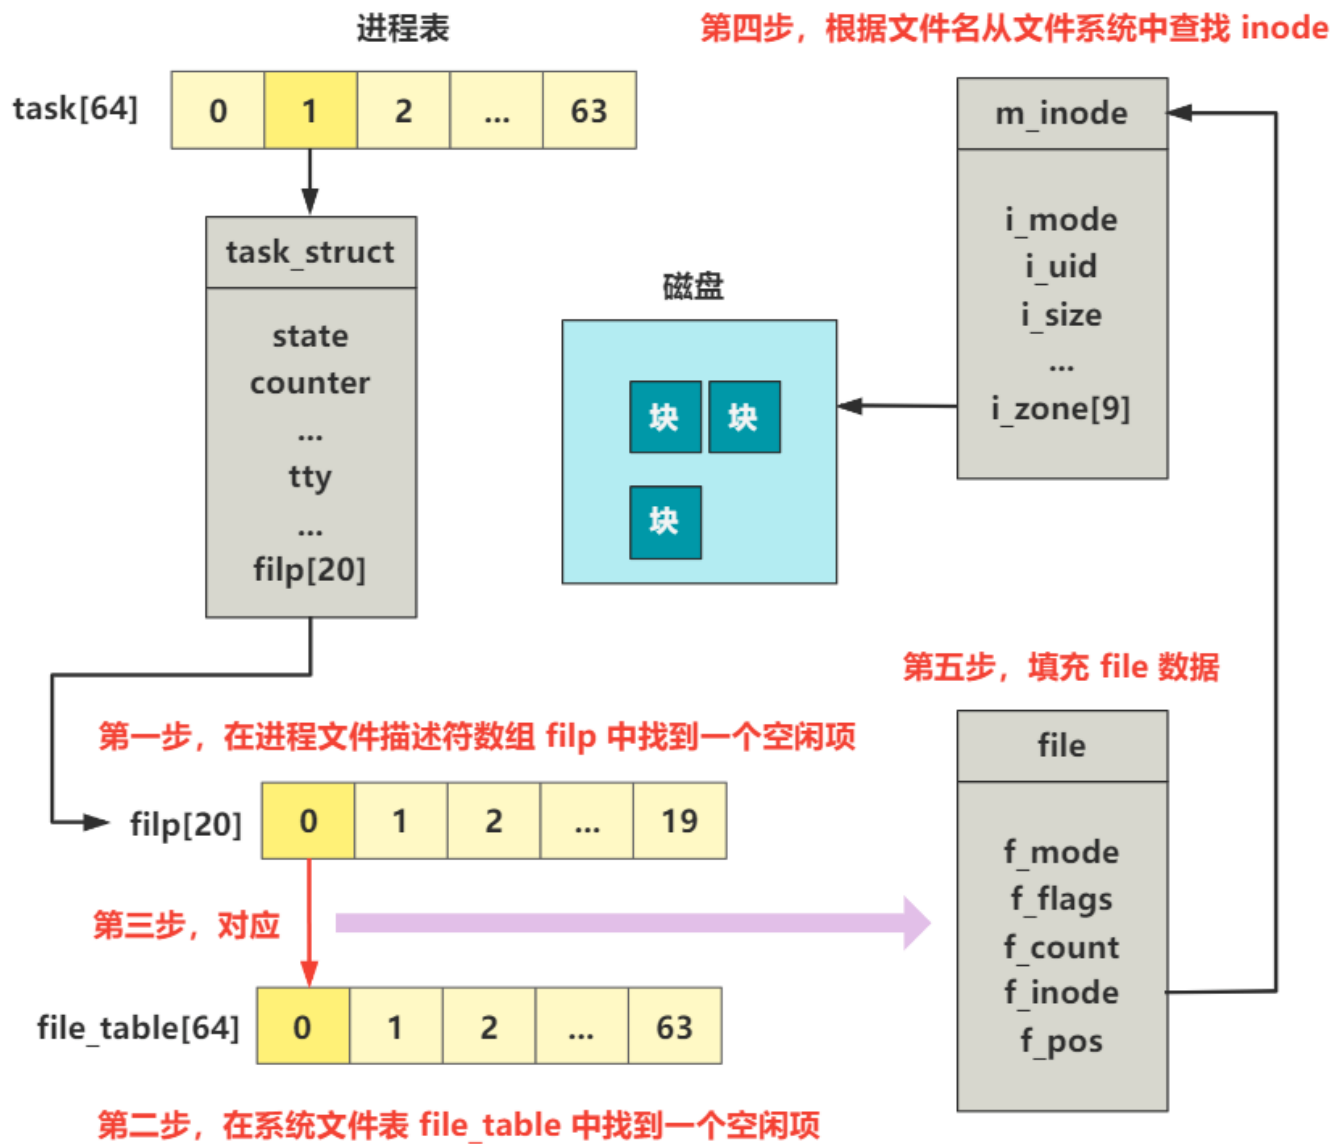 进程表
第四步，根据文件名从文件系统中查找 inode
task[64]
0 1 2 ... 63
m_inode
i_mode
i_uid
i_size
...
i_zone[9]
task_struct
state
counter
...
tty
...
filp[20]
磁盘
块 块
块
第五步，填充 file 数据
第一步，在进程文件描述符数组 filp 中找到一个空闲项
filp[20]
0 1 2 ... 19
第三步，对应
file
f_mode
f_flags
f_count
f_inode
f_pos
file_table[64]
0 1 2 ... 63
第二步，在系统文件表 file_table 中找到一个空闲项